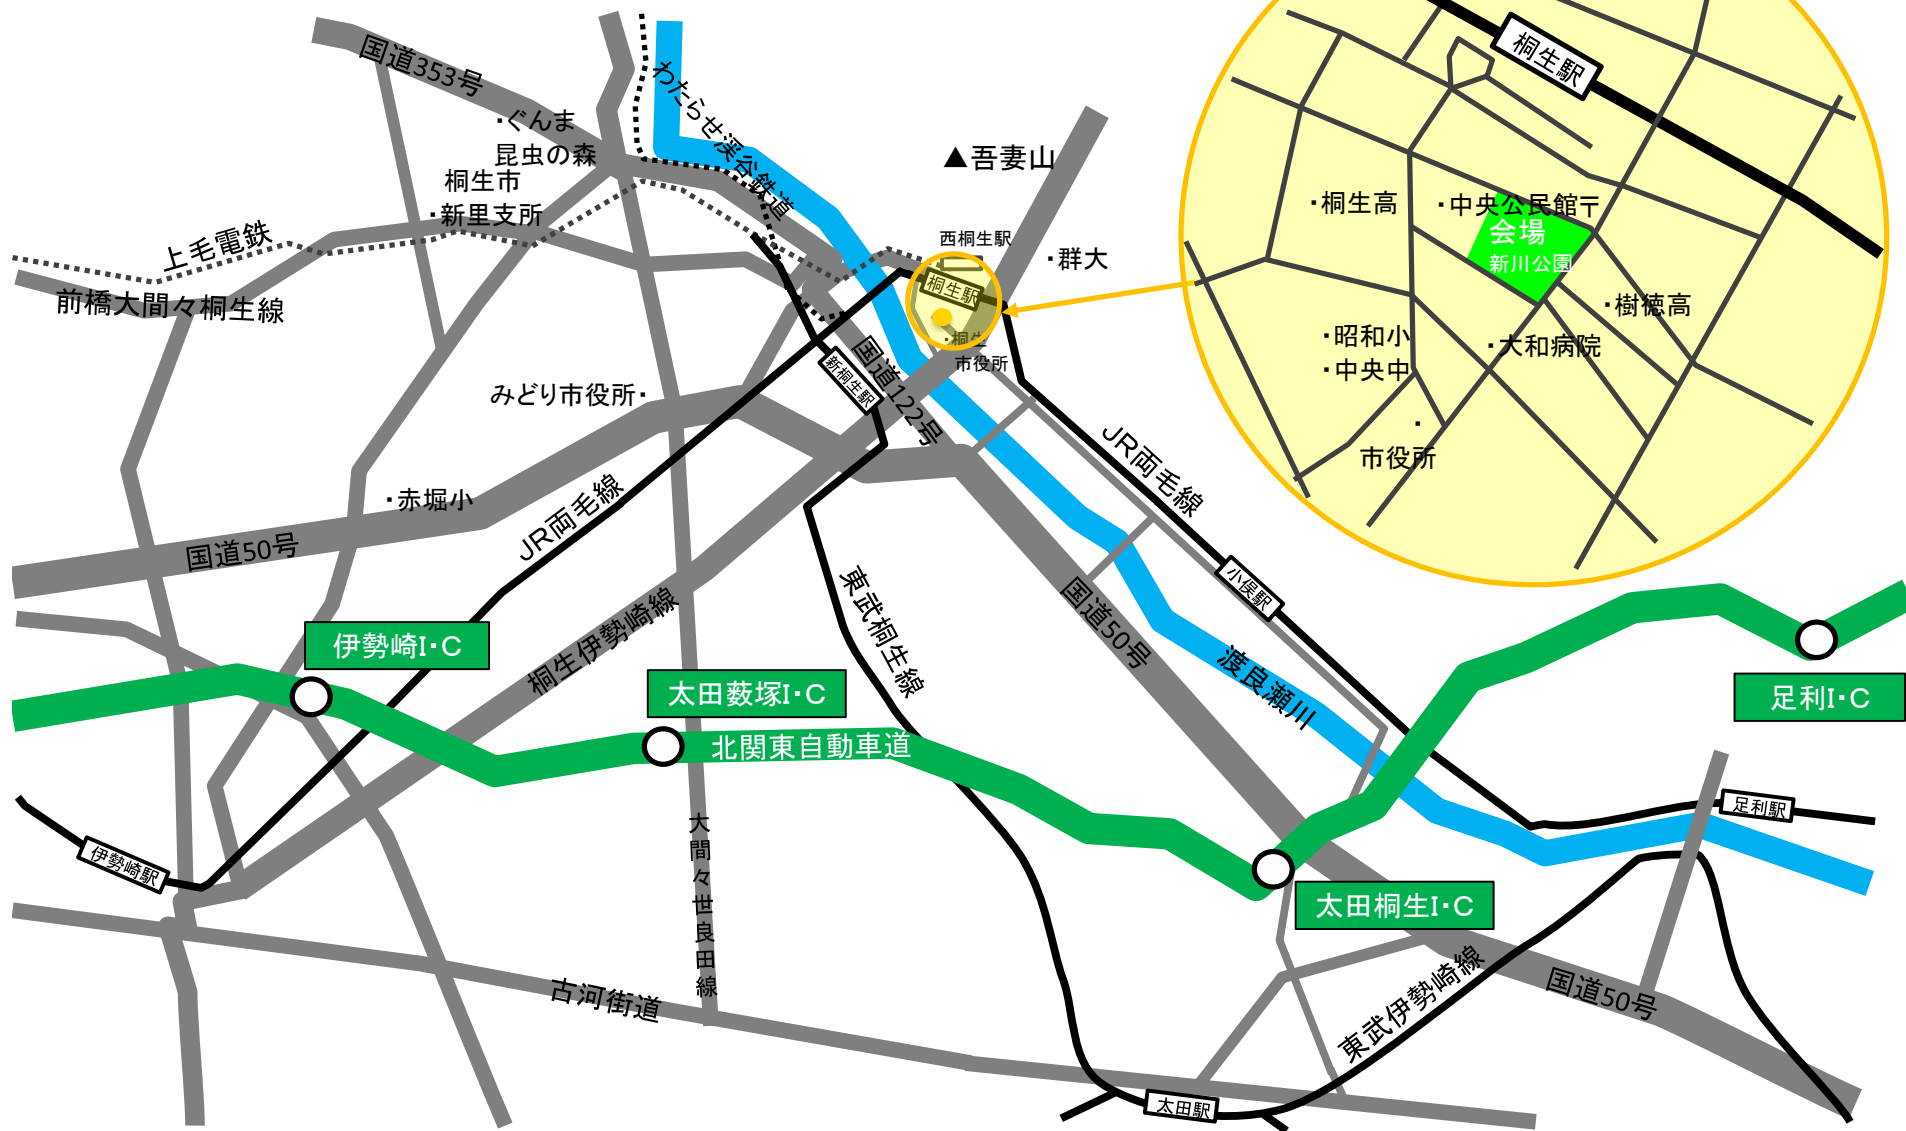 国道353号
わたらせ渓谷鉄道
・ぐんま
昆虫の森
桐生市
・新里支所
上毛電鉄
前橋大間々桐生線
▲吾妻山
西桐生駅
・群大
桐生駅
・桐生
市役所
新桐生駅
国道122号
みどり市役所・
・赤堀小
国道50号
JR両毛線
桐生伊勢崎線
伊勢崎I・C
太田藪塚I・C
北関東自動車道
東武桐生線
JR両毛線
小俣駅
国道50号
渡良瀬川
桐生駅
・桐生高
・中央公民館〒
会場
新川公園
・樹徳高
・昭和小
・中央中
・大和病院
・
市役所
足利I・C
足利駅
伊勢崎駅
大間々世良田線
太田桐生I・C
古河街道
東武伊勢崎線
国道50号
太田駅